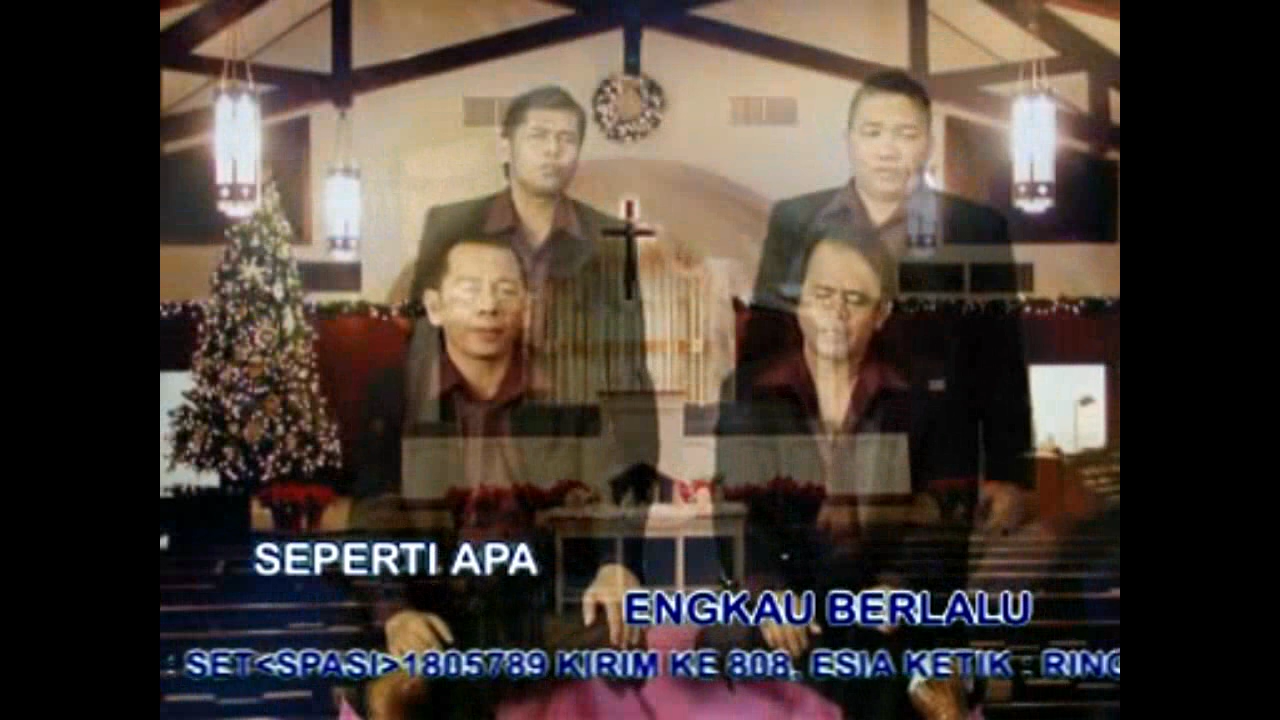 SEPERTI APA
ENGKAU BERLALU
: SET<SPASI>1805789 KIRIM KE 808, ESIA KETIK : RING